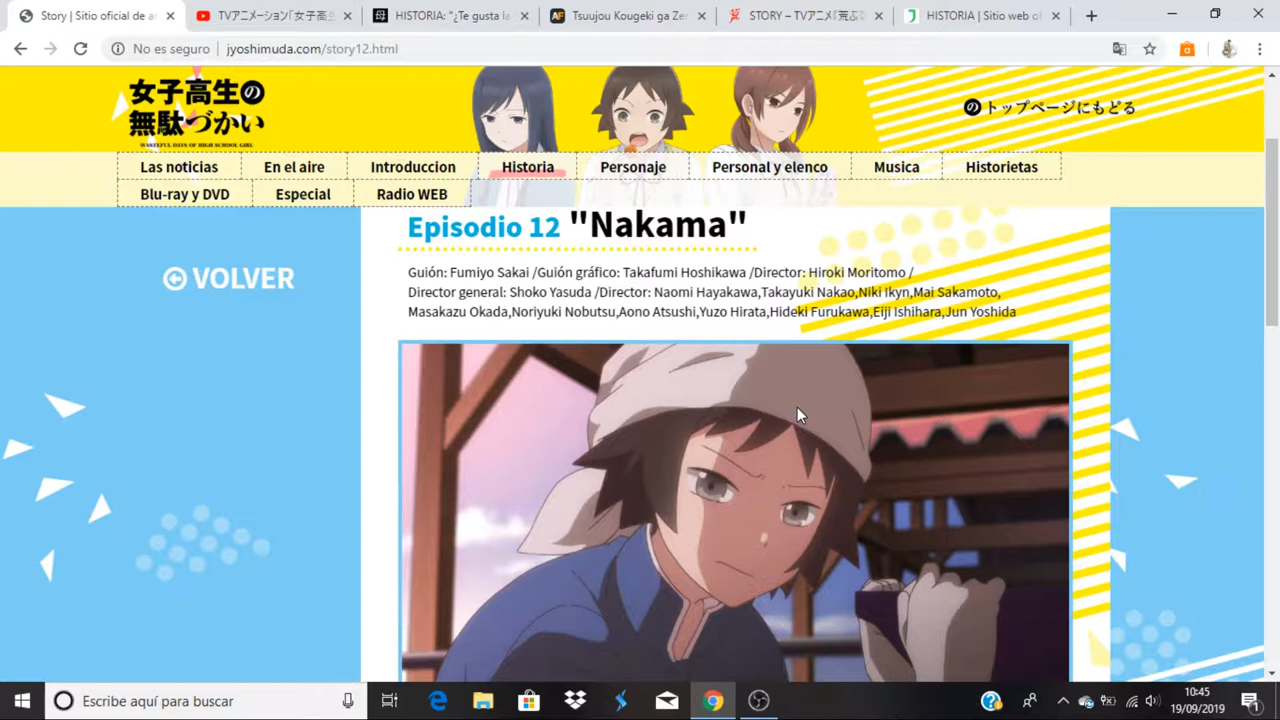 Story | Sitio oficial de an
TVアニメーション「女子高生
HISTORIA: "¿Te gusta la
Tsuujou Kougeki ga Ze
STORY – TVアニメ『荒ぶ
HISTORIA | Sitio web of
No es seguro jyoshimuda.com/story12.html
女子高生の
無駄づかい
WASTEFUL DAYS OF HIGH SCHOOL GIRL
の トップページにもどる
Las noticias En el aire Introduccion Historia Personaje Personal y elenco Musica Historietas
Blu-ray y DVD Especial Radio WEB
Episodio 12 "Nakama"
VOLVER
Guión: Fumiyo Sakai /Guión gráfico: Takafumi Hoshikawa /Director: Hiroki Moritomo /
Director general: Shoko Yasuda /Director: Naomi Hayakawa,Takayuki Nakao,Niki Ikyn,Mai Sakamoto,
Masakazu Okada,Noriyuki Nobutsu,Aono Atsushi,Yuzo Hirata,Hideki Furukawa,Eiji Ishihara,Jun Yoshida
Escribe aquí para buscar
10:45
19/09/2019